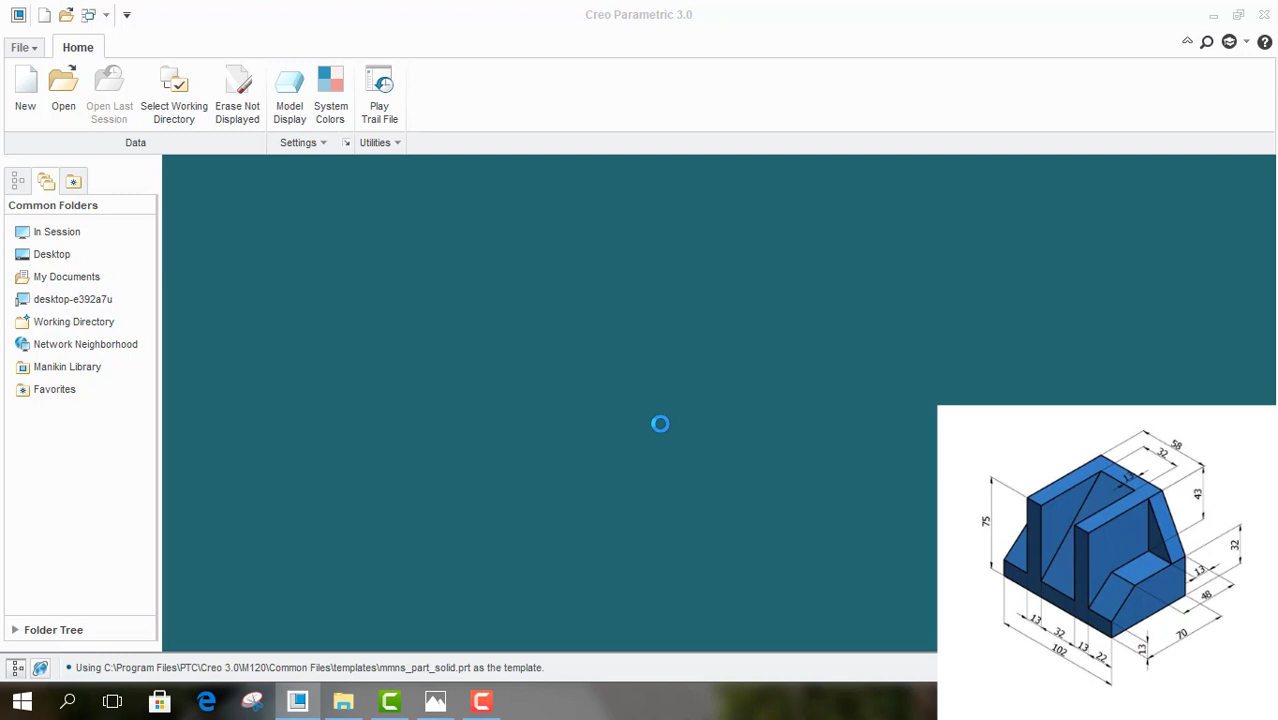 Creo Parametric 3.0
File
Home
New
Open
Open Last Session
Select Working Directory
Erase Not Displayed
Model Display
System Colors
Play Trail File
Data
Settings
Utilities
Common Folders
In Session
Desktop
My Documents
desktop-e392a7u
Working Directory
Network Neighborhood
Manikin Library
Favorites
Folder Tree
Using C:\Program Files\PTC\Creo 3.0\M120\Common Files\templates\mmns_part_solid.prt as the template.
58
32
13
43
75
32
13
48
13
32
13
22
70
13
102